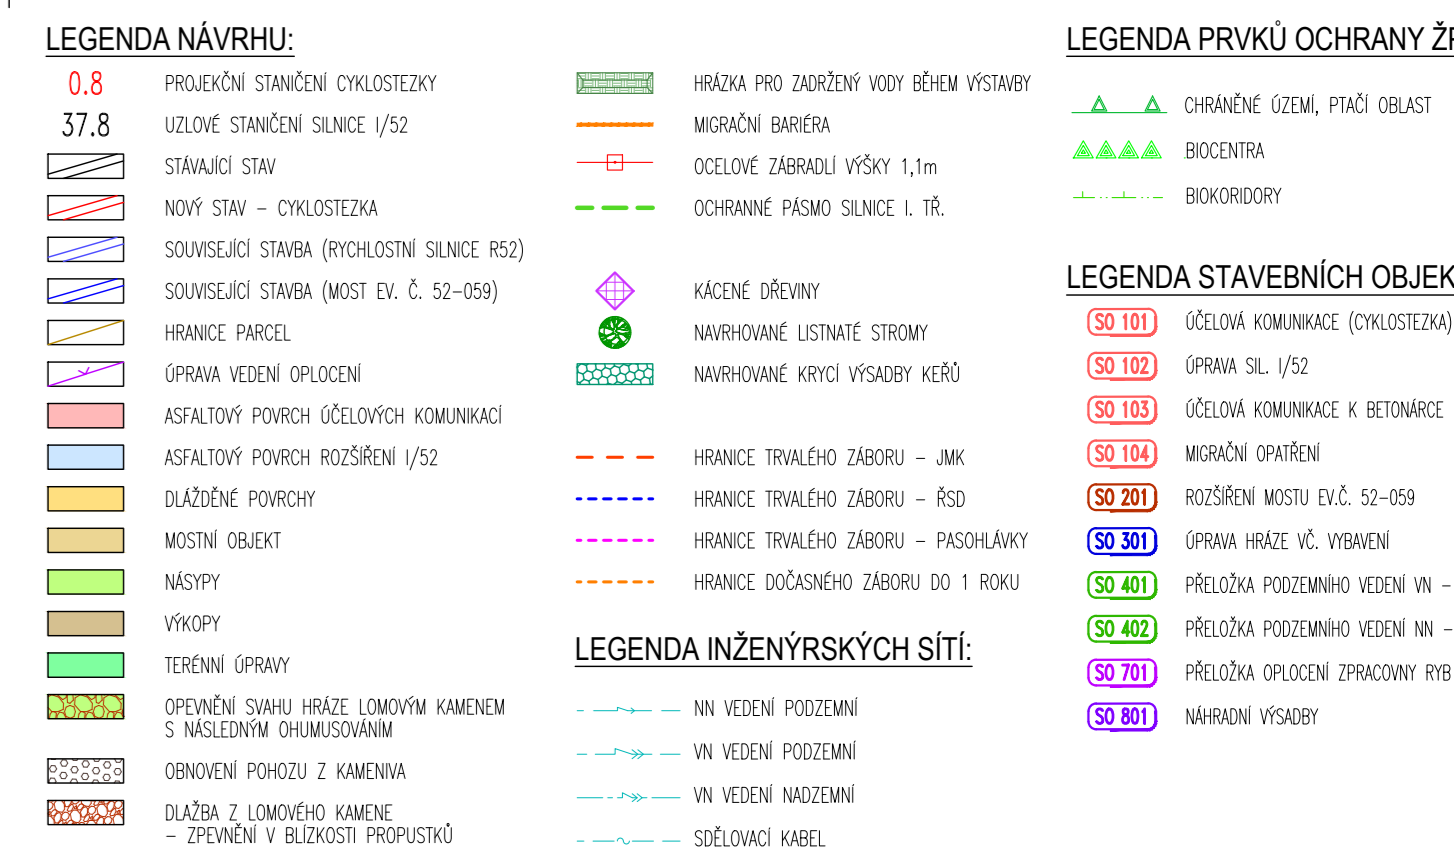 LEGENDA NÁVRHU:
0.8 PROJEKČNÍ STANIČENÍ CYKLOSTEZKY
37.8 UZLOVÉ STANIČENÍ SILNICE I/52
STÁVAJÍCÍ STAV
NOVÝ STAV – CYKLOSTEZKA
SOUVISEJÍCÍ STAVBA (RYCHLOSTNÍ SILNICE R52)
SOUVISEJÍCÍ STAVBA (MOST EV. Č. 52–059)
HRANICE PARCEL
ÚPRAVA VEDENÍ OPLOCENÍ
ASFALTOVÝ POVRCH ÚČELOVÝCH KOMUNIKACÍ
ASFALTOVÝ POVRCH ROZŠÍŘENÍ I/52
DLÁŽDĚNÉ POVRCHY
MOSTNÍ OBJEKT
NÁSYPY
VÝKOPY
TERÉNNÍ ÚPRAVY
OPEVNĚNÍ SVAHU HRÁZE LOMOVÝM KAMENEM
S NÁSLEDNÝM OHUMUSOVÁNÍM
OBNOVENÍ POHOZU Z KAMENIVA
DLAŽBA Z LOMOVÉHO KAMENE
– ZPEVNĚNÍ V BLÍZKOSTI PROPUSTKŮ
HRÁZKA PRO ZADRŽENÝ VODY BĚHEM VÝSTAVBY
MIGRAČNÍ BARIÉRA
OCELOVÉ ZÁBRADLÍ VÝŠKY 1,1m
OCHRANNÉ PÁSMO SILNICE I. TŘ.
KÁCENÉ DŘEVINY
NAVRHOVANÉ LISTNATÉ STROMY
NAVRHOVANÉ KRYCÍ VÝSADBY KEŘŮ
HRANICE TRVALÉHO ZÁBORU – JMK
HRANICE TRVALÉHO ZÁBORU – ŘSD
HRANICE TRVALÉHO ZÁBORU – PASOHLÁVKY
HRANICE DOČASNÉHO ZÁBORU DO 1 ROKU
LEGENDA INŽENÝRSKÝCH SÍTÍ:
NN VEDENÍ PODZEMNÍ
VN VEDENÍ PODZEMNÍ
VN VEDENÍ NADZEMNÍ
SDĚLOVACÍ KABEL
LEGENDA PRVKŮ OCHRANY
CHRÁNĚNÉ ÚZEMÍ, PTAČÍ OBLAST
BIOCENTRA
BIOKORIDORY
LEGENDA STAVEBNÍCH OBJEK
SO 101 ÚČELOVÁ KOMUNIKACE (CYKLOSTEZKA)
SO 102 ÚPRAVA SIL. I/52
SO 103 ÚČELOVÁ KOMUNIKACE K BETONÁRCE
SO 104 MIGRAČNÍ OPATŘENÍ
SO 201 ROZŠÍŘENÍ MOSTU EV.Č. 52–059
SO 301 ÚPRAVA HRÁZE VČ. VYBAVENÍ
SO 401 PŘELOŽKA PODZEMNÍHO VEDENÍ VN –
SO 402 PŘELOŽKA PODZEMNÍHO VEDENÍ NN –
SO 701 PŘELOŽKA OPLOCENÍ ZPRACOVNY RYB
SO 801 NÁHRADNÍ VÝSADBY